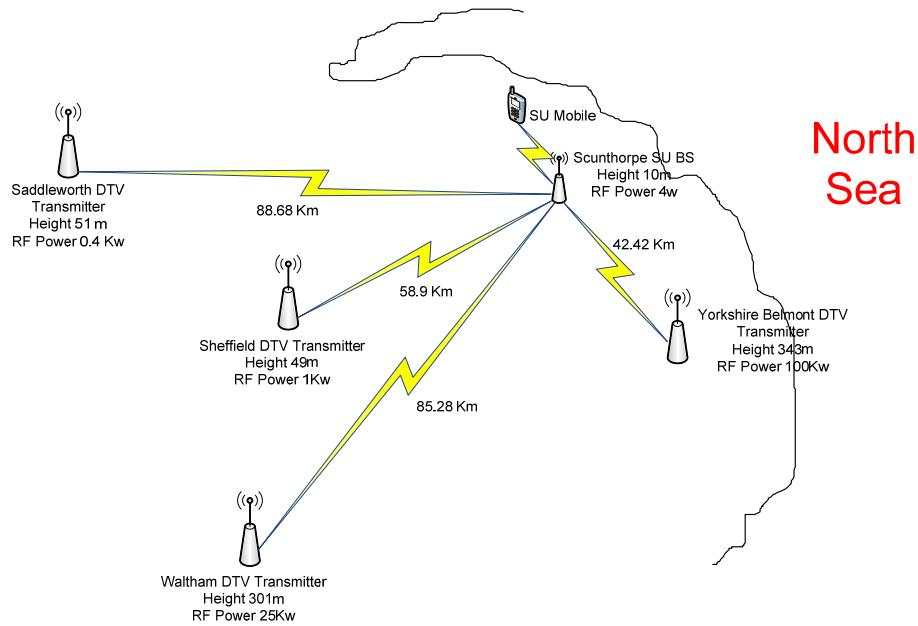 North
Sea
SU Mobile
Scunthorpe SU BS
Height 10m
RF Power 4w
Saddleworth DTV
Transmitter
Height 51 m
RF Power 0.4 Kw
88.68 Km
42.42 Km
58.9 Km
Yorkshire Belmont DTV
Transmitter
Height 343m
RF Power 100Kw
Sheffield DTV Transmitter
Height 49m
RF Power 1Kw
85.28 Km
Waltham DTV Transmitter
Height 301m
RF Power 25Kw